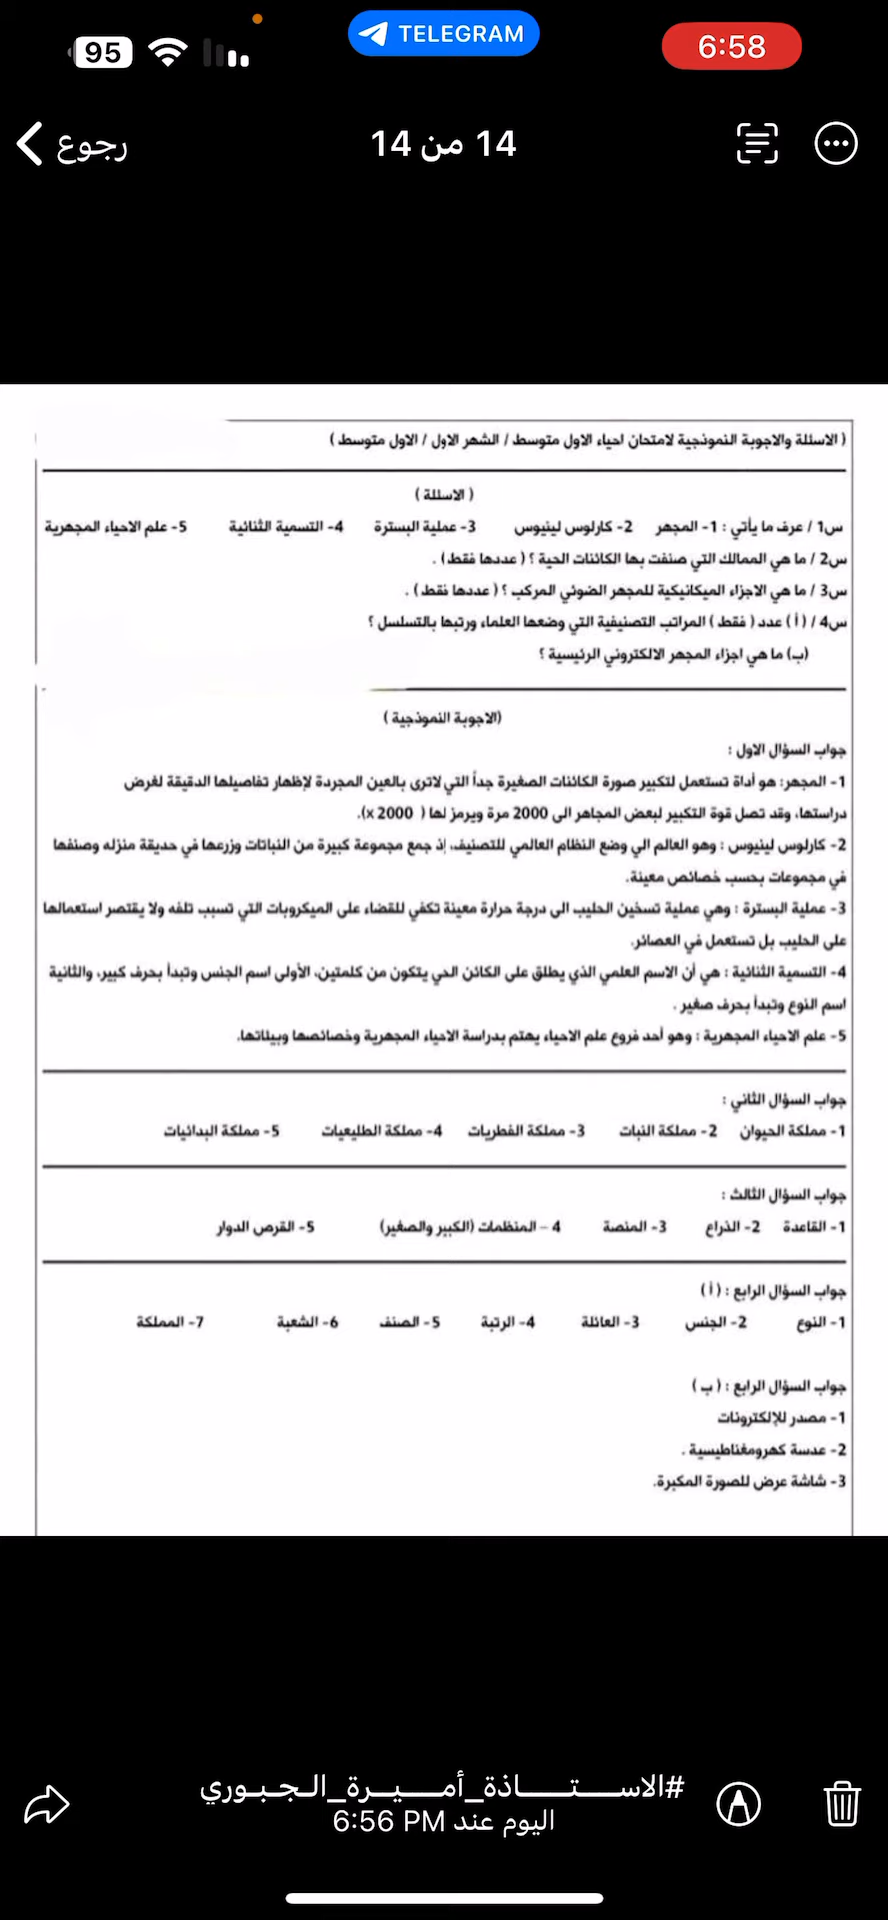 95
TELEGRAM
6:58
رجوع
14 من 14
( الاسئلة والاجوبة النموذجية لامتحان احياء الاول متوسط / الشهر الاول / الاول متوسط )
( الاسئلة )
س1 / عرف ما يأتي : 1- المجهر 2- كارلوس لينيوس 3- عملية البسترة 4- التسمية الثنائية 5- علم الاحياء المجهرية
س2 / ما هي الممالك التي صنفت بها الكائنات الحية ؟ ( عددها فقط ) .
س3 / ما هي الاجزاء الميكانيكية للمجهر الضوئي المركب ؟ ( عددها فقط ) .
س4 / ( أ ) عدد ( فقط ) المراتب التصنيفية التي وضعها العلماء ورتبها بالتسلسل ؟
(ب) ما هي اجزاء المجهر الالكتروني الرئيسية ؟
(الاجوبة النموذجية )
جواب السؤال الاول :
1- المجهر: هو أداة تستعمل لتكبير صورة الكائنات الصغيرة جداً التي لاترى بالعين المجردة لإظهار تفاصيلها الدقيقة لغرض
دراستها، وقد تصل قوة التكبير لبعض المجاهر الى 2000 مرة ويرمز لها ( 2000 x).
2- كارلوس لينيوس : وهو العالم الي وضع النظام العالمي للتصنيف، إذ جمع مجموعة كبيرة من النباتات وزرعها في حديقة منزله وصنفها
في مجموعات بحسب خصائص معينة.
3- عملية البسترة : وهي عملية تسخين الحليب الى درجة حرارة معينة تكفي للقضاء على الميكروبات التي تسبب تلفه ولا يقتصر استعمالها
على الحليب بل تستعمل في العصائر.
4- التسمية الثنائية : هي أن الاسم العلمي الذي يطلق على الكائن الحي يتكون من كلمتين، الأولى اسم الجنس وتبدأ بحرف كبير، والثانية
اسم النوع وتبدأ بحرف صغير .
5- علم الاحياء المجهرية : وهو أحد فروع علم الاحياء يهتم بدراسة الاحياء المجهرية وخصائصها وبيئاتها.
جواب السؤال الثاني :
1- مملكة الحيوان 2- مملكة النبات 3- مملكة الفطريات 4- مملكة الطليعيات 5- مملكة البدائيات
جواب السؤال الثالث :
1- القاعدة 2- الذراع 3- المنصة 4 – المنظمات (الكبير والصغير) 5- القرص الدوار
جواب السؤال الرابع : ( أ )
1- النوع 2- الجنس 3- العائلة 4- الرتبة 5- الصنف 6- الشعبة 7- المملكة
جواب السؤال الرابع : ( ب )
1- مصدر للإلكترونات
2- عدسة كهرومغناطيسية .
3- شاشة عرض للصورة المكبرة.
#الاســــتــــــاذة_أمـــــيــرة_الـجـبـوري
اليوم عند 6:56 PM